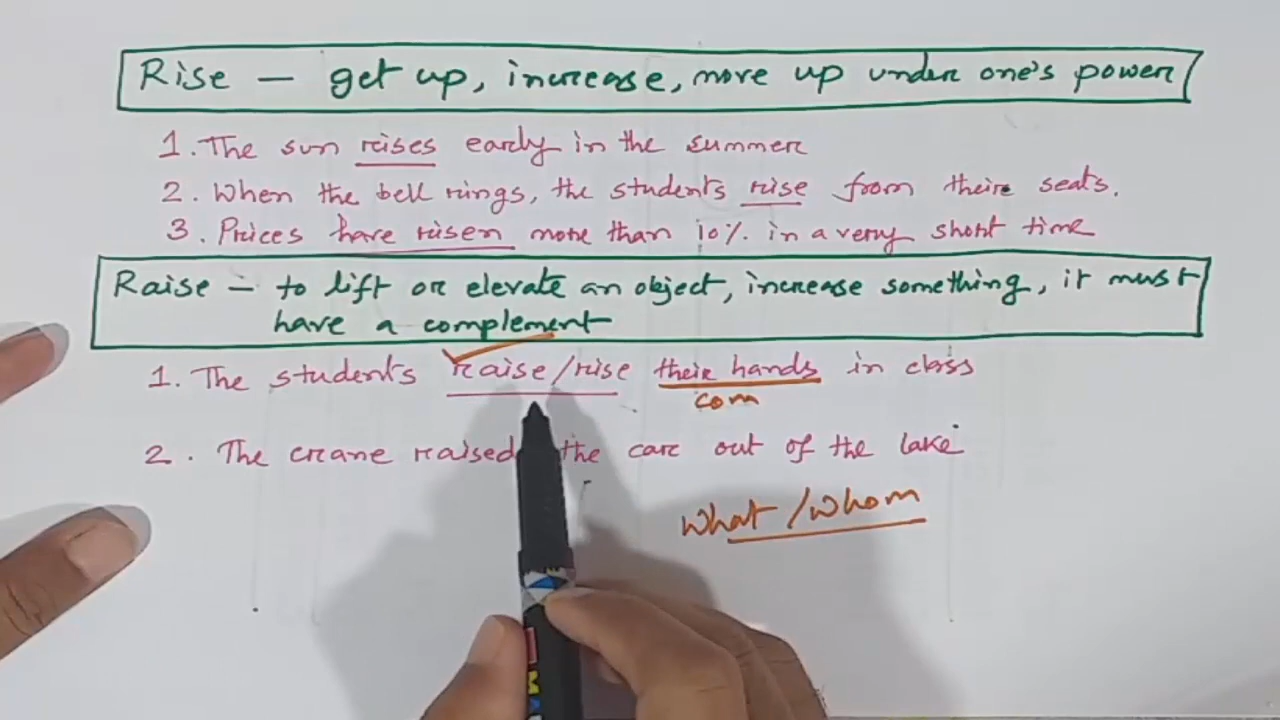 Rise – get up, increase, move up under one's power
1. The sun rises early in the summer
2. When the bell rings, the students rise from their seats.
3. Prices have risen more than 10% in a very short time
Raise – to lift or elevate an object, increase something, it must
have a complement
1. The students raise/rise their hands in class
com
2. The crane raised the car out of the lake
what/whom